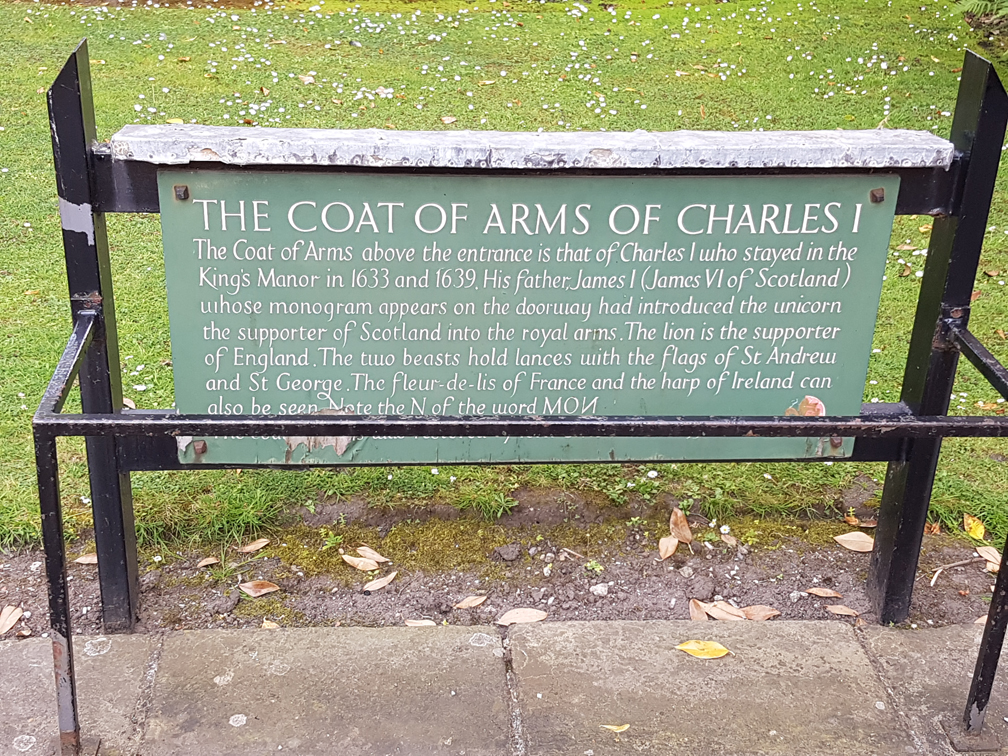 THE COAT OF ARMS OF CHARLES I
The Coat of Arms above the entrance is that of Charles I who stayed in the
King's Manor in 1633 and 1639. His father, James I (James VI of Scotland)
whose monogram appears on the doorway had introduced the unicorn
the supporter of Scotland into the royal arms. The lion is the supporter
of England. The two beasts hold lances with the flags of St Andrew
and St George. The fleur-de-lis of France and the harp of Ireland can
also be seen. Note the N of the word MOИ